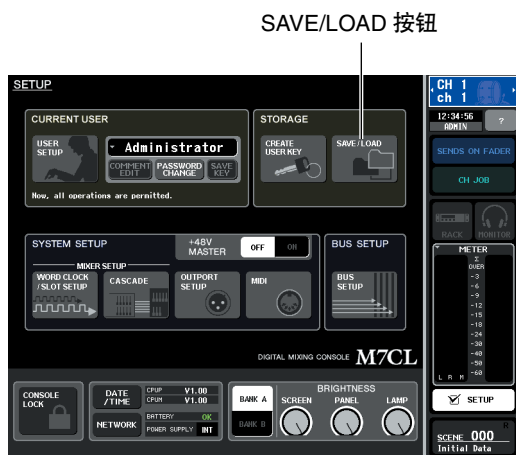 SAVE/LOAD 按钮
SETUP
CURRENT USER
USER
SETUP
Administrator
COMMENT
EDIT
PASSWORD
CHANGE
SAVE
KEY
Now, all operations are permitted.
STORAGE
CREATE
USER KEY
SAVE/LOAD
SYSTEM SETUP
+48V
MASTER
OFF
ON
MIXER SETUP
WORD CLOCK
/SLOT SETUP
CASCADE
OUTPORT
SETUP
MIDI
BUS SETUP
BUS
SETUP
DIGITAL MIXING CONSOLE M7CL
CONSOLE
LOCK
DATE
/TIME
NETWORK
CPUP V1.00
CPUM V1.00
BATTERY OK
POWER SUPPLY INT
BANK A
BANK B
BRIGHTNESS
SCREEN
PANEL
LAMP
CH 1
ch 1
12:34:56
ADMIN
?
SENDS ON FADER
CH JOB
RACK
MONITOR
METER
Σ
OVER
-3
-6
-9
-12
-15
-18
-24
-30
-40
-50
-60
L R M
SETUP
R
SCENE 000
Initial Data